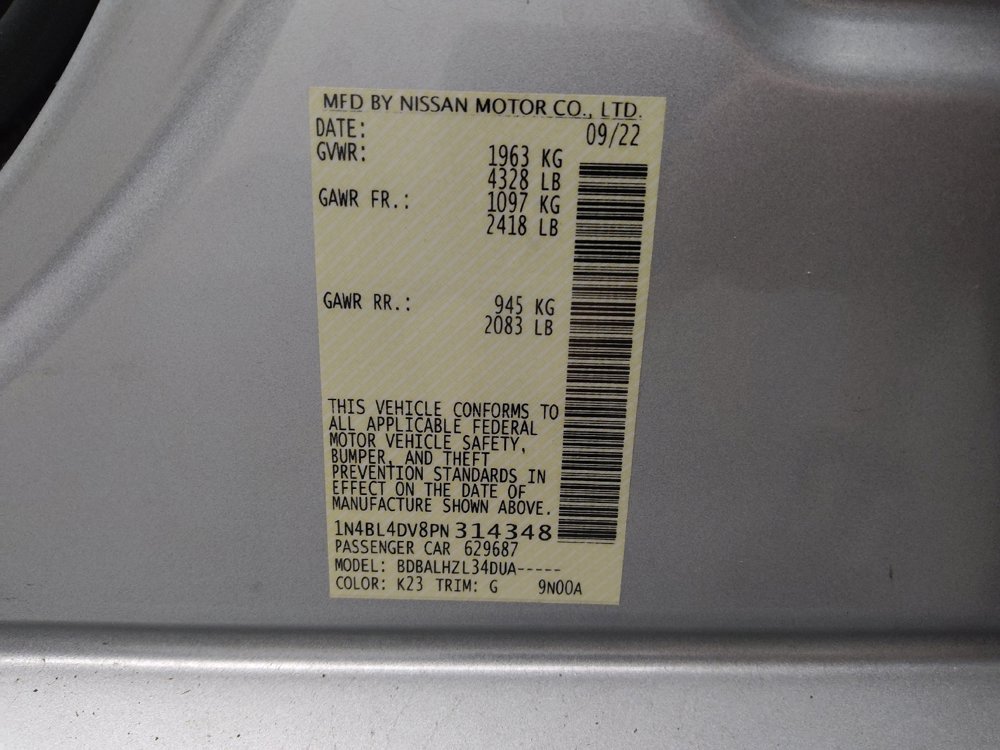 MFD BY NISSAN MOTOR CO., LTD.
DATE: 09/22
GVWR: 1963 KG
4328 LB
GAWR FR.: 1097 KG
2418 LB
GAWR RR.: 945 KG
2083 LB
THIS VEHICLE CONFORMS TO
ALL APPLICABLE FEDERAL
MOTOR VEHICLE SAFETY,
BUMPER, AND THEFT
PREVENTION STANDARDS IN
EFFECT ON THE DATE OF
MANUFACTURE SHOWN ABOVE.
1N4BL4DV8PN314348
PASSENGER CAR 629687
MODEL: BDBALHZL34DUA-----
COLOR: K23 TRIM: G 9N00A